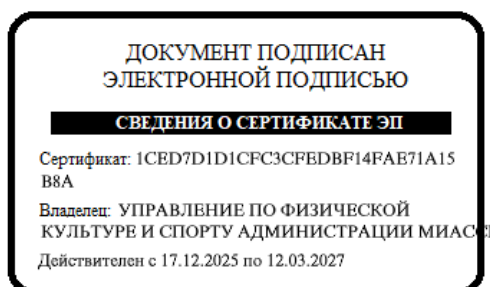 ДОКУМЕНТ ПОДПИСАН
ЭЛЕКТРОННОЙ ПОДПИСЬЮ
СВЕДЕНИЯ О СЕРТИФИКАТЕ ЭП
Сертификат: 1CED7D1D1CFC3CFEDBF14FAE71A15
B8A
Владелец: УПРАВЛЕНИЕ ПО ФИЗИЧЕСКОЙ
КУЛЬТУРЕ И СПОРТУ АДМИНИСТРАЦИИ
Действителен с 17.12.2025 по 12.03.2027